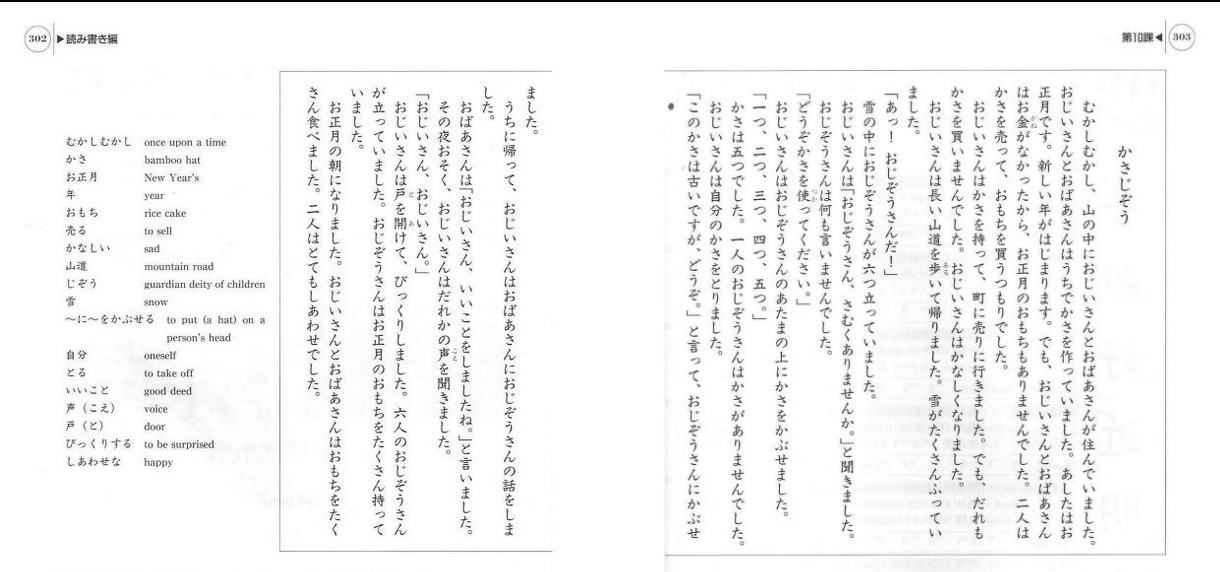 第10課◀ 303
かさじぞう
むかしむかし、山の中におじいさんとおばあさんが住んでいました。
おじいさんとおばあさんはうちでかさを作っていました。あしたはお
正月です。新しい年がはじまります。でも、おじいさんとおばあさん
はお金がなかったから、お正月のおもちもありませんでした。二人は
かさを売って、おもちを買うつもりでした。
おじいさんはかさを持って、町に売りに行きました。でも、だれも
かさを買いませんでした。おじいさんはかなしくなりました。
おじいさんは長い山道を歩いて帰りました。雪がたくさんふってい
ました。
「あっ！おじぞうさんだ！」
雪の中におじぞうさんが六つ立っていました。
おじいさんは「おじぞうさん、さむくありませんか。」と聞きました。
おじぞうさんは何も言いませんでした。
「どうぞかさを使ってください。」
おじいさんはおじぞうさんのあたまの上にかさをかぶせました。
「一つ、二つ、三つ、四つ、五つ。」
かさは五つでした。一人のおじぞうさんはかさがありませんでした。
おじいさんは自分のかさをとりました。
「このかさは古いですが、どうぞ。」と言って、おじぞうさんにかぶせ
302 ▶読み書き編
ました。
うちに帰って、おじいさんはおばあさんにおじぞうさんの話をしま
した。
おばあさんは「おじいさん、いいことをしましたね。」と言いました。
その夜おそく、おじいさんはだれかの声を聞きました。
「おじいさん、おじいさん。」
おじいさんは戸を開けて、びっくりしました。六人のおじぞうさん
が立っていました。おじぞうさんはお正月のおもちをたくさん持って
いました。
お正月の朝になりました。おじいさんとおばあさんはおもちをたく
さん食べました。二人はとてもしあわせでした。
むかしむかし once upon a time
かさ bamboo hat
お正月 New Year's
年 year
おもち rice cake
売る to sell
かなしい sad
山道 mountain road
じぞう guardian deity of children
雪 snow
〜に〜をかぶせる to put (a hat) on a
person's head
自分 oneself
とる to take off
いいこと good deed
声（こえ） voice
戸（と） door
びっくりする to be surprised
しあわせな happy